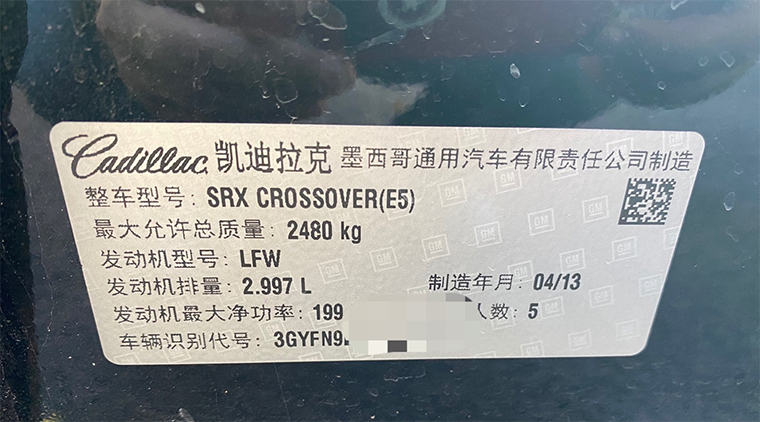 Cadillac 凯迪拉克 墨西哥通用汽车有限责任公司制造
整车型号: SRX CROSSOVER(E5)
最大允许总质量: 2480 kg
发动机型号: LFW
发动机排量: 2.997 L 制造年月: 04/13
发动机最大净功率: 199 人数: 5
车辆识别代号: 3GYFN9